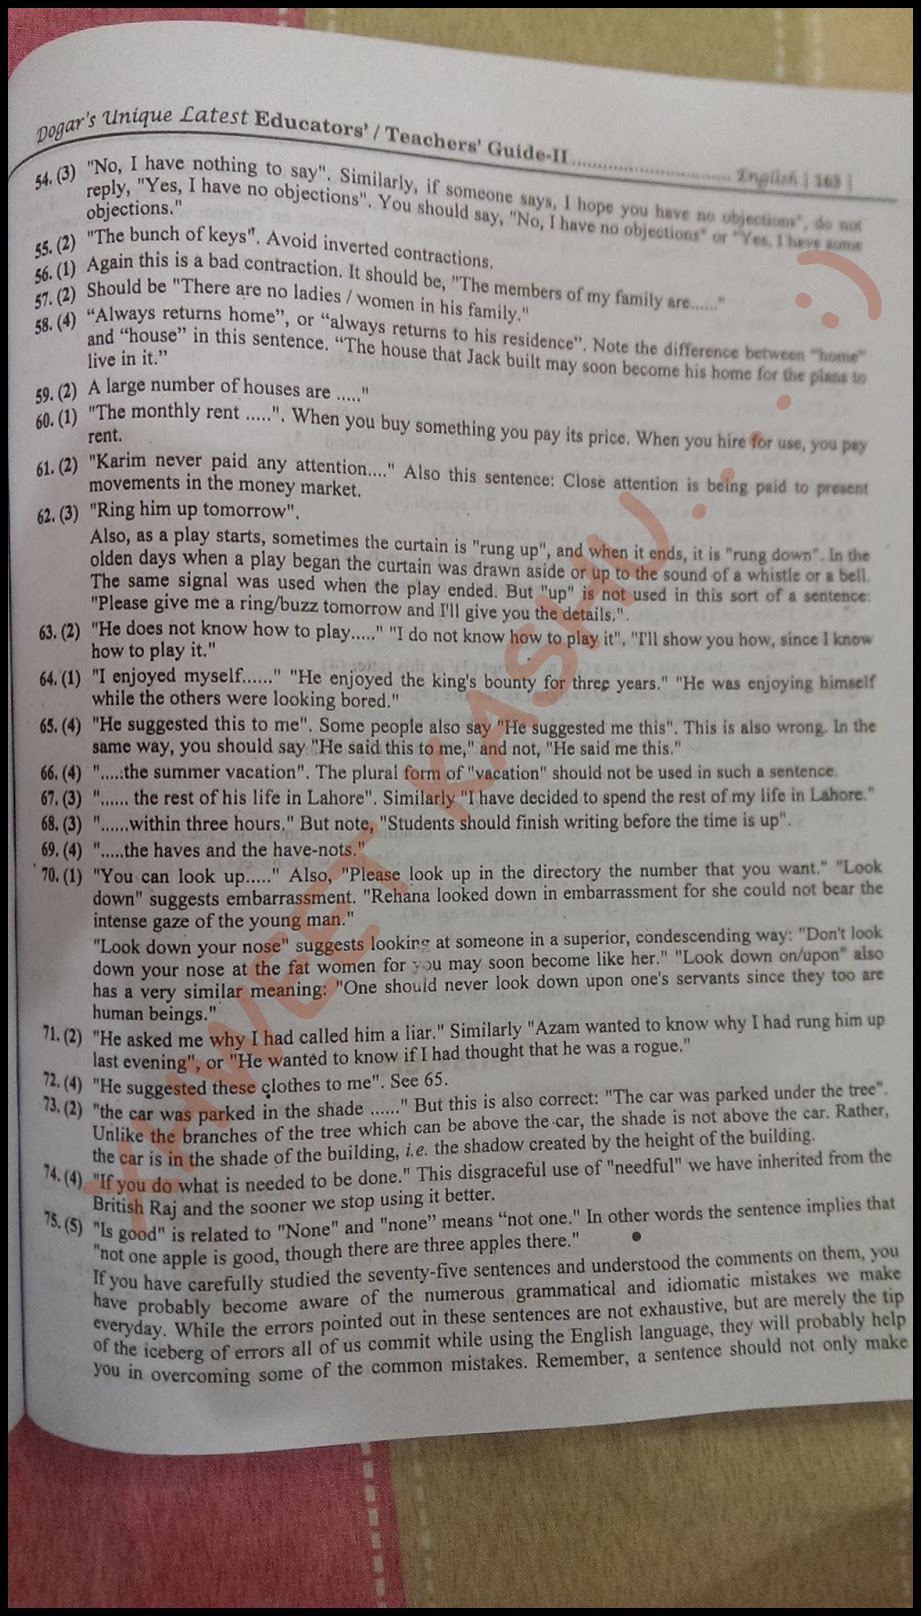 Dogar's Unique Latest Educators' / Teachers' Guide-II.............................. English | 163 |
54. (3) "No, I have nothing to say". Similarly, if someone says, I hope you have no objections", do not
reply, "Yes, I have no objections". You should say, "No, I have no objections" or "Yes, I have some
objections."
55. (2) "The bunch of keys". Avoid inverted contractions.
56. (1) Again this is a bad contraction. It should be, "The members of my family are......"
57. (2) Should be "There are no ladies / women in his family."
58. (4) “Always returns home”, or “always returns to his residence". Note the difference between "home"
and “house” in this sentence. “The house that Jack built may soon become his home for the plans to
live in it.”
59. (2) A large number of houses are ....."
60. (1) "The monthly rent .....". When you buy something you pay its price. When you hire for use, you pay
rent.
61. (2) "Karim never paid any attention...." Also this sentence: Close attention is being paid to present
movements in the money market.
62. (3) "Ring him up tomorrow".
Also, as a play starts, sometimes the curtain is "rung up", and when it ends, it is "rung down". In the
olden days when a play began the curtain was drawn aside or up to the sound of a whistle or a bell.
The same signal was used when the play ended. But "up" is not used in this sort of a sentence:
"Please give me a ring/buzz tomorrow and I'll give you the details.".
63. (2) "He does not know how to play....." "I do not know how to play it". "I'll show you how, since I know
how to play it."
64. (1) "I enjoyed myself......" "He enjoyed the king's bounty for three years." "He was enjoying himself
while the others were looking bored."
65. (4) "He suggested this to me". Some people also say "He suggested me this". This is also wrong. In the
same way, you should say "He said this to me," and not, "He said me this."
66. (4) ".....the summer vacation". The plural form of "vacation" should not be used in such a sentence.
67. (3) "...... the rest of his life in Lahore". Similarly "I have decided to spend the rest of my life in Lahore."
68. (3) "......within three hours." But note, "Students should finish writing before the time is up".
69. (4) ".....the haves and the have-nots."
70. (1) "You can look up....." Also, "Please look up in the directory the number that you want." "Look
down" suggests embarrassment. "Rehana looked down in embarrassment for she could not bear the
intense gaze of the young man."
"Look down your nose" suggests looking at someone in a superior, condescending way: "Don't look
down your nose at the fat women for you may soon become like her." "Look down on/upon" also
has a very similar meaning: "One should never look down upon one's servants since they too are
human beings."
71. (2) "He asked me why I had called him a liar." Similarly "Azam wanted to know why I had rung him up
last evening", or "He wanted to know if I had thought that he was a rogue."
72. (4) "He suggested these clothes to me". See 65.
73. (2) "the car was parked in the shade ......" But this is also correct: "The car was parked under the tree".
Unlike the branches of the tree which can be above the car, the shade is not above the car. Rather,
the car is in the shade of the building, i.e. the shadow created by the height of the building.
74. (4) "If you do what is needed to be done." This disgraceful use of "needful" we have inherited from the
British Raj and the sooner we stop using it better.
75. (5) "Is good" is related to "None" and "none” means “not one." In other words the sentence implies that
"not one apple is good, though there are three apples there."
If you have carefully studied the seventy-five sentences and understood the comments on them, you
have probably become aware of the numerous grammatical and idiomatic mistakes we make
everyday. While the errors pointed out in these sentences are not exhaustive, but are merely the tip
of the iceberg of errors all of us commit while using the English language, they will probably help
you in overcoming some of the common mistakes. Remember, a sentence should not only make